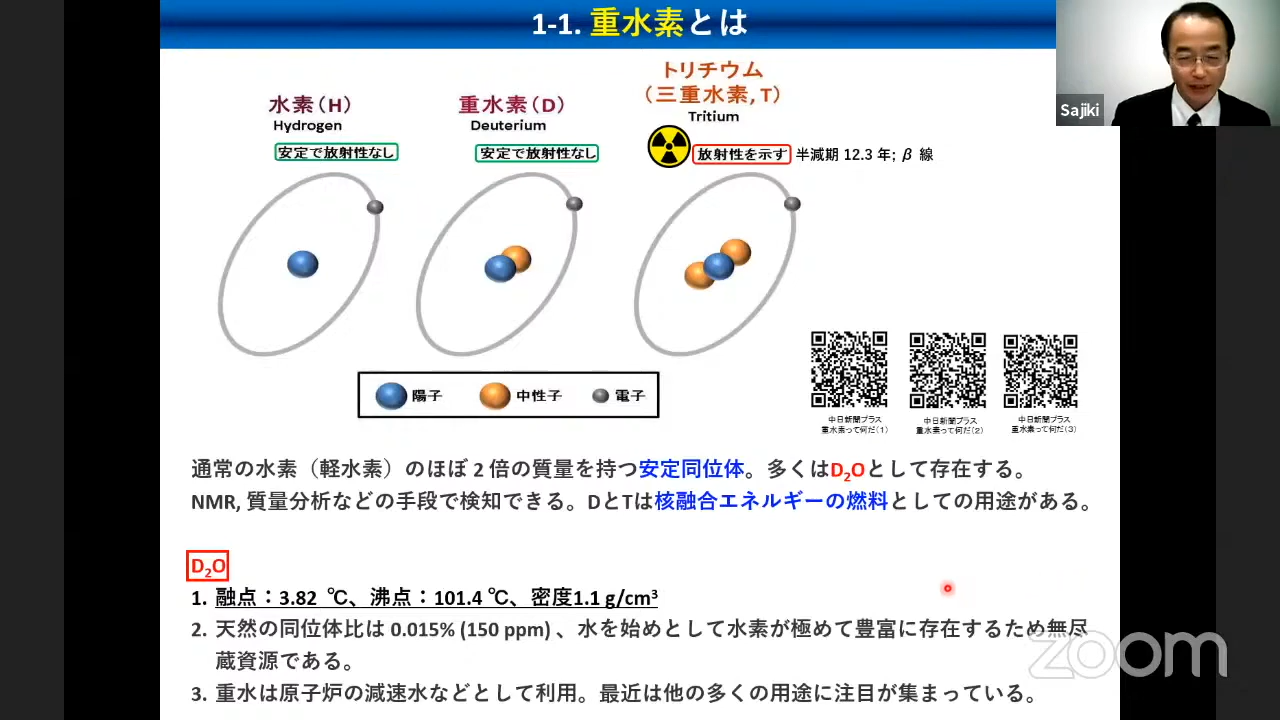 1-1. 重水素とは
Sajiki
水素(H)
Hydrogen
安定で放射性なし
重水素(D)
Deuterium
安定で放射性なし
トリチウム
(三重水素, T)
Tritium
放射性を示す 半減期 12.3 年; β 線
陽子 中性子 電子
中日新聞プラス
重水素って何だ(1)
中日新聞プラス
重水素って何だ(2)
中日新聞プラス
重水素って何だ(3)
通常の水素（軽水素）のほぼ 2 倍の質量を持つ安定同位体。多くはD₂Oとして存在する。
NMR, 質量分析などの手段で検知できる。DとTは核融合エネルギーの燃料としての用途がある。
D₂O
1. 融点：3.82 ℃、沸点：101.4 ℃、密度1.1 g/cm³
2. 天然の同位体比は 0.015% (150 ppm) 、水を始めとして水素が極めて豊富に存在するため無尽
蔵資源である。
3. 重水は原子炉の減速水などとして利用。最近は他の多くの用途に注目が集まっている。
zoom